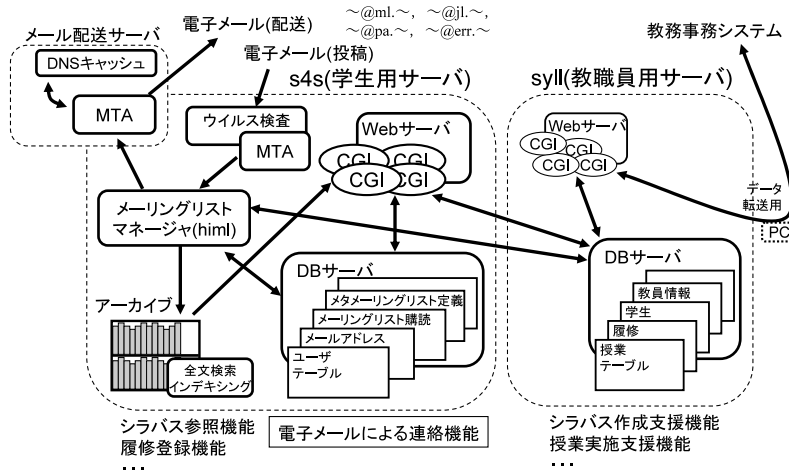 ～@ml.～, ～@jl.～,
～@pa.～, ～@err.～
電子メール(配送)
教務事務システム
メール配送サーバ
電子メール(投稿)
DNSキャッシュ
MTA
s4s(学生用サーバ)
syll(教職員用サーバ)
ウイルス検査
MTA
Webサーバ
CGI
CGI
CGI
CGI
Webサーバ
CGI
CGI
CGI
CGI
データ
転送用
PC
メーリングリスト
マネージャ(himl)
DBサーバ
メタメーリングリスト定義
メーリングリスト購読
メールアドレス
ユーザ
テーブル
DBサーバ
教員情報
学生
履修
授業
テーブル
アーカイブ
全文検索
インデキシング
シラバス参照機能
履修登録機能
…
電子メールによる連絡機能
シラバス作成支援機能
授業実施支援機能
…